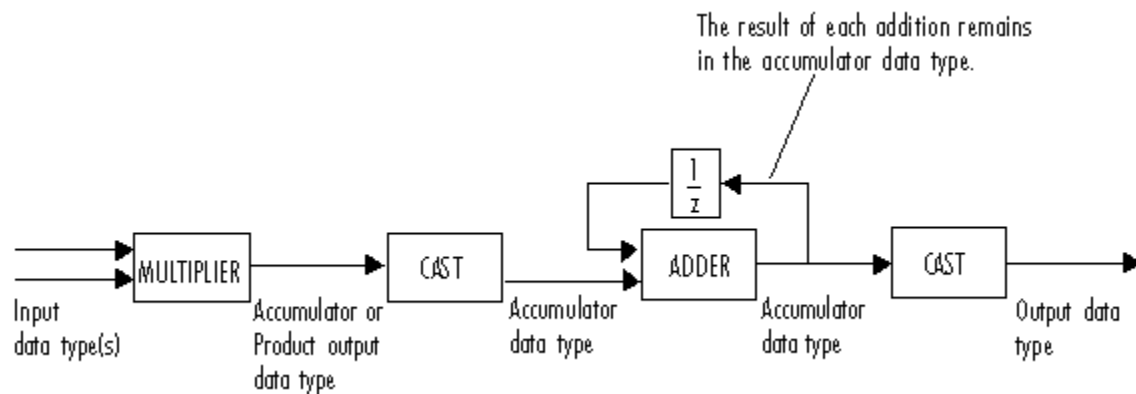 The result of each addition remains
in the accumulator data type.
1
z
MULTIPLIER
CAST
ADDER
CAST
Input
data type(s)
Accumulator or
Product output
data type
Accumulator
data type
Accumulator
data type
Output data
type